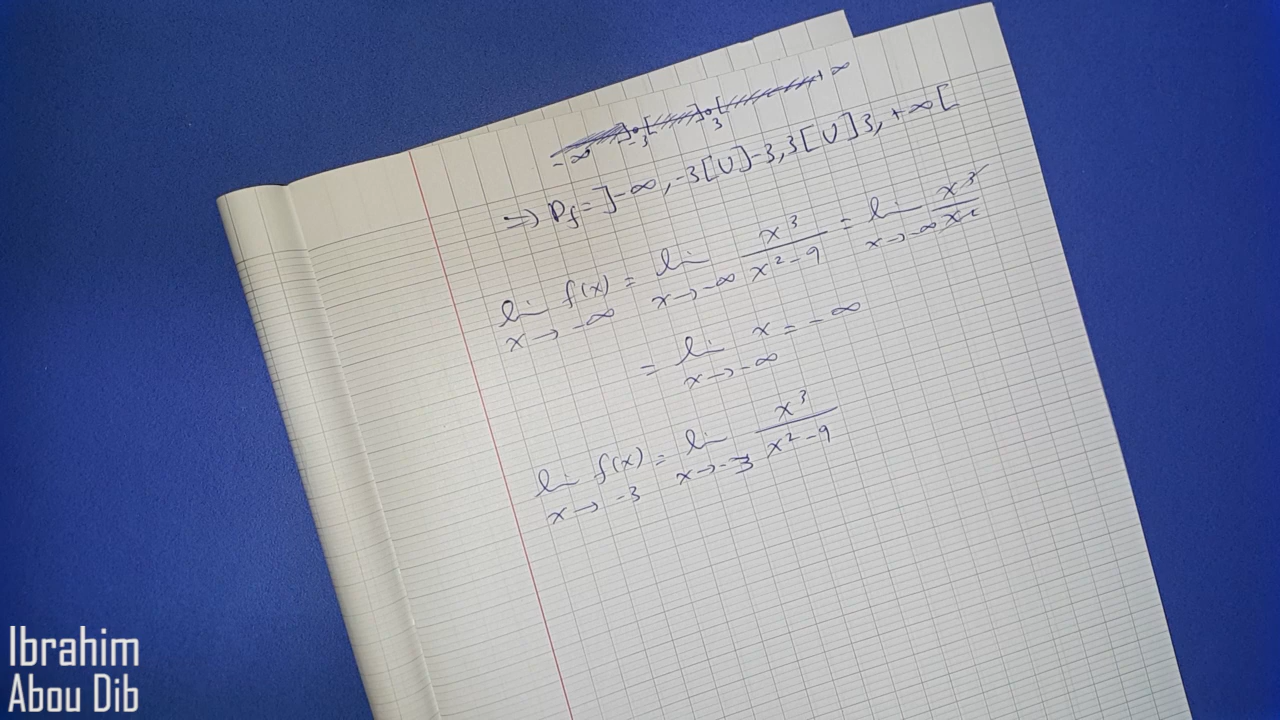 -∞ ]-3[ ]3[ +∞
⇒ Df = ]-∞, -3[U]-3,3[U]3, +∞[
lim x→-∞ f(x) = lim x→-∞ x³/(x²-9) = lim x→-∞ x³/x²
= lim x→-∞ x = -∞
lim x→-3 f(x) = lim x→-3 x³/(x²-9)
Ibrahim
Abou Dib